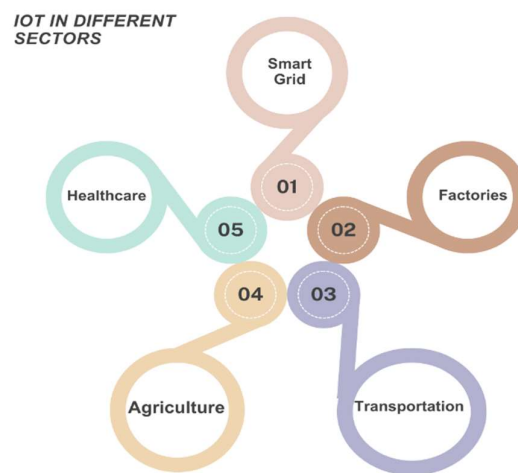 IOT IN DIFFERENT
SECTORS
Smart
Grid
01
Healthcare
Factories
05
02
04
03
Agriculture
Transportation